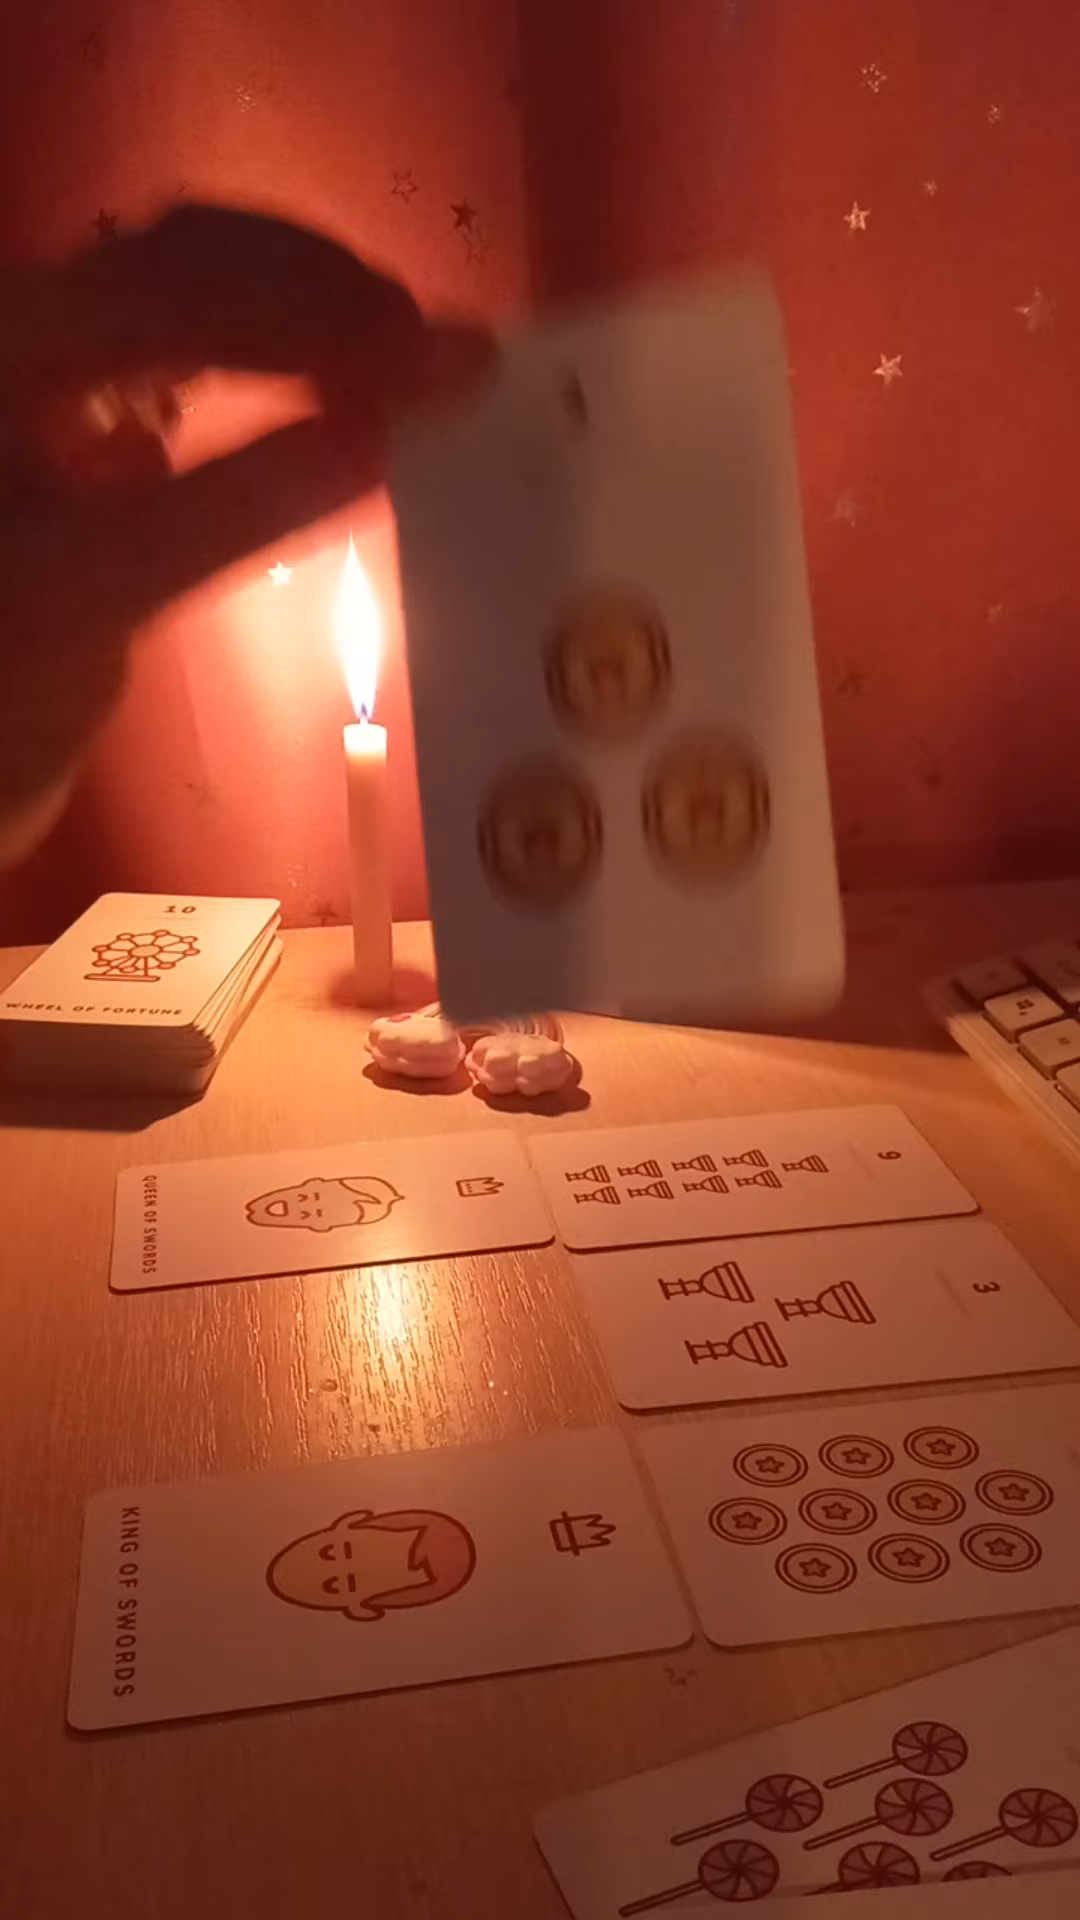 10
WHEEL OF FORTUNE
QUEEN OF SWORDS
9
3
KING OF SWORDS